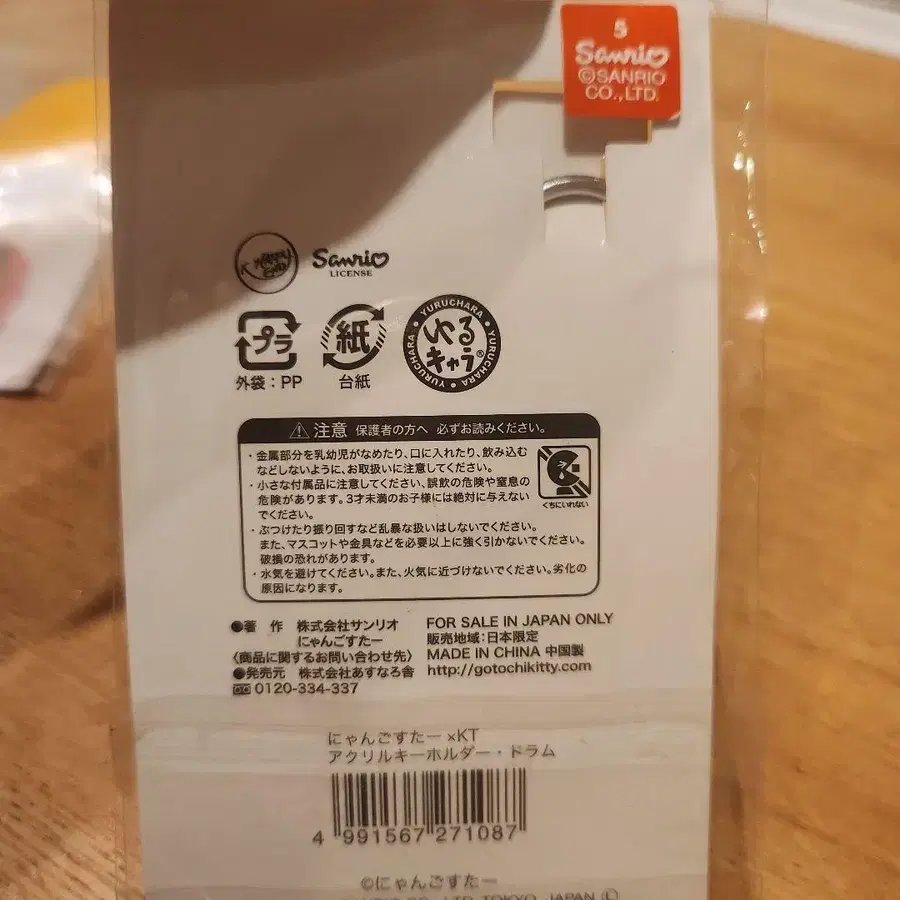 5
Sanrio
©SANRIO
CO.,LTD.
Sanrio
LICENSE
プラ
外袋：PP
紙
台紙
YURUCHARA • YURUCHARA • YURUCHARA •
ゆる
キャラ®
⚠注意 保護者の方へ 必ずお読みください。
・金属部分を乳幼児がなめたり、口に入れたり、飲み込む
などしないように、お取扱いに注意してください。
・小さな付属品に注意してください、誤飲の危険や窒息の
危険があります。3才未満のお子様には絶対に与えない
でください。
くちにいれない
・ぶつけたり振り回すなど乱暴な扱いはしないでください。
また、マスコットや金具などを必要以上に強く引かないでください。
破損の恐れがあります。
・水気を避けてください。また、火気に近づけないでください。劣化の
原因になります。
●著 作 株式会社サンリオ
にゃんごすたー
〈商品に関するお問い合わせ先〉
●発売元 株式会社あすなろ舎
0120-334-337
FOR SALE IN JAPAN ONLY
販売地域：日本限定
MADE IN CHINA 中国製
http://gotochikitty.com
にゃんごすたー ×KT
アクリルキーホルダー・ドラム
4 991567 271087
©にゃんごすたー
CO., LTD. TOKYO, JAPAN Ⓛ